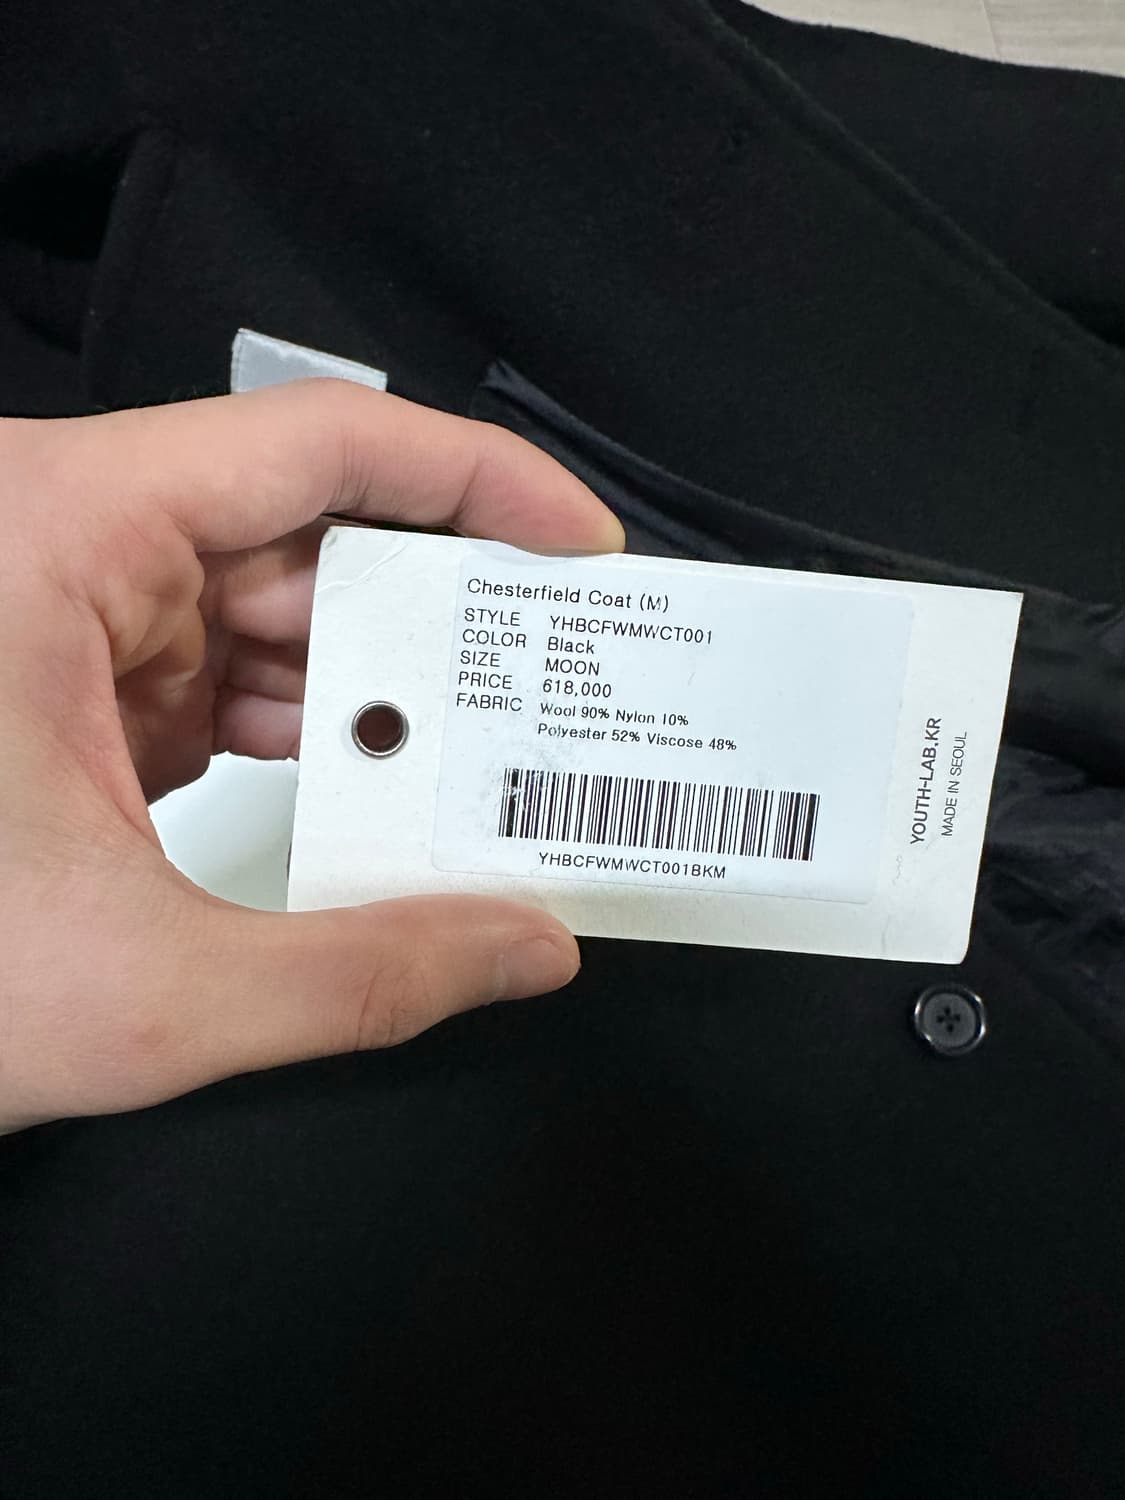 Chesterfield Coat (M)
STYLE YHBCFWMWCT001
COLOR Black
SIZE MOON
PRICE 618,000
FABRIC Wool 90% Nylon 10%
Polyester 52% Viscose 48%
YHBCFWMWCT001BKM
YOUTH-LAB.KR
MADE IN SEOUL